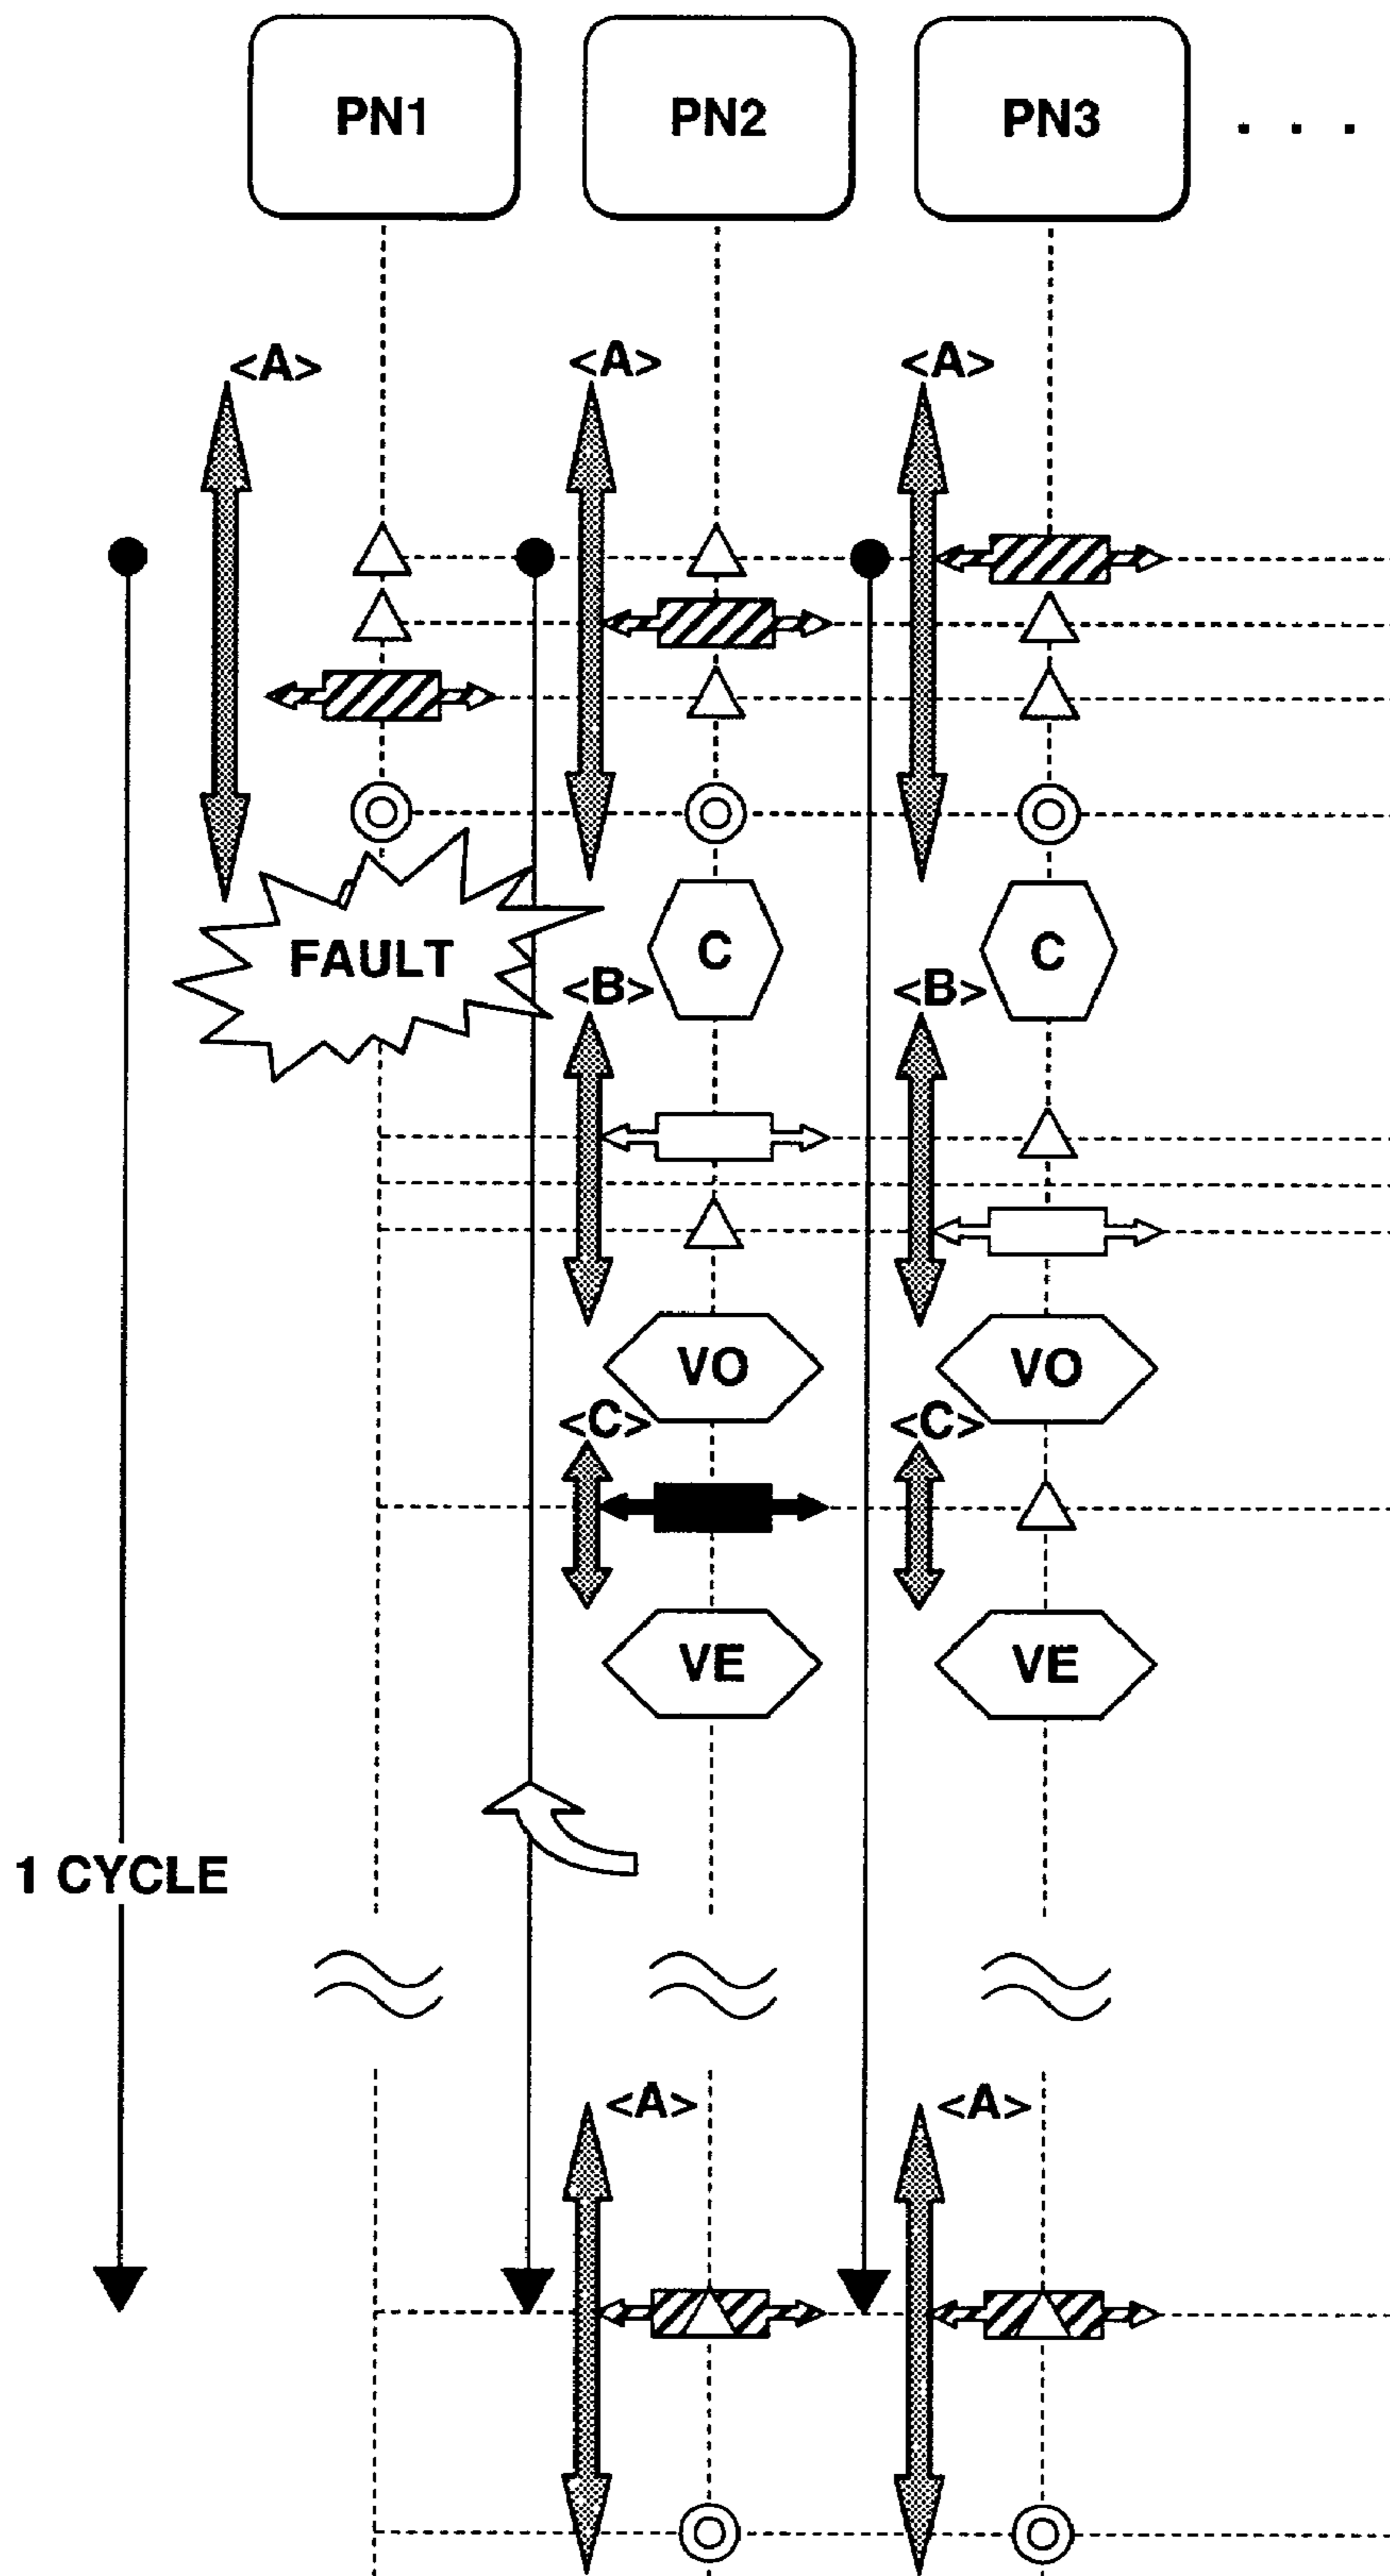 PN1 PN2 PN3 . . .
<A> <A> <A>
C C
FAULT
<B> <B>
VO VO
<C> <C>
VE VE
1 CYCLE
<A> <A>